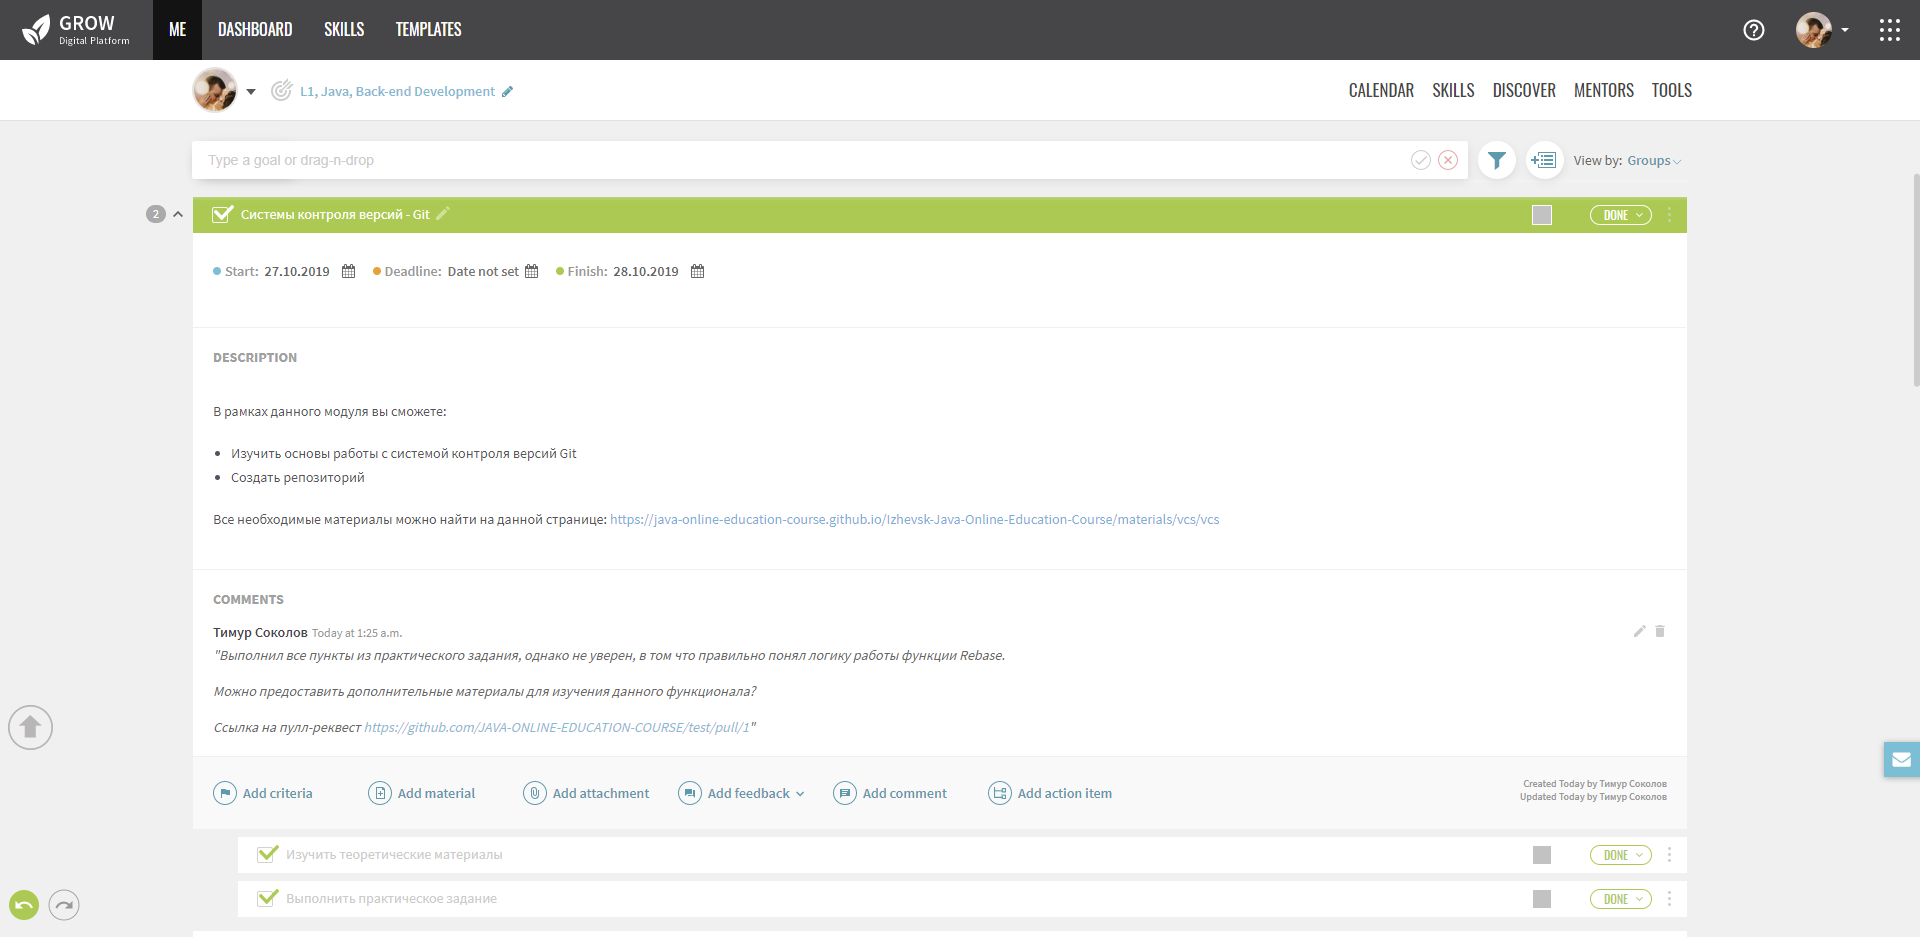 GROW
Digital Platform
ME
DASHBOARD
SKILLS
TEMPLATES
L1, Java, Back-end Development
CALENDAR
SKILLS
DISCOVER
MENTORS
TOOLS
Type a goal or drag-n-drop
View by: Groups
2
Системы контроля версий - Git
DONE
Start: 27.10.2019
Deadline: Date not set
Finish: 28.10.2019
DESCRIPTION
В рамках данного модуля вы сможете:
Изучить основы работы с системой контроля версий Git
Создать репозиторий
Все необходимые материалы можно найти на данной странице: https://java-online-education-course.github.io/Izhevsk-Java-Online-Education-Course/materials/vcs/vcs
COMMENTS
Тимур Соколов Today at 1:25 a.m.
"Выполнил все пункты из практического задания, однако не уверен, в том что правильно понял логику работы функции Rebase.
Можно предоставить дополнительные материалы для изучения данного функционала?
Ссылка на пулл-реквест https://github.com/JAVA-ONLINE-EDUCATION-COURSE/test/pull/1"
Add criteria
Add material
Add attachment
Add feedback
Add comment
Add action item
Created Today by Тимур Соколов
Updated Today by Тимур Соколов
Изучить теоретические материалы
DONE
Выполнить практическое задание
DONE